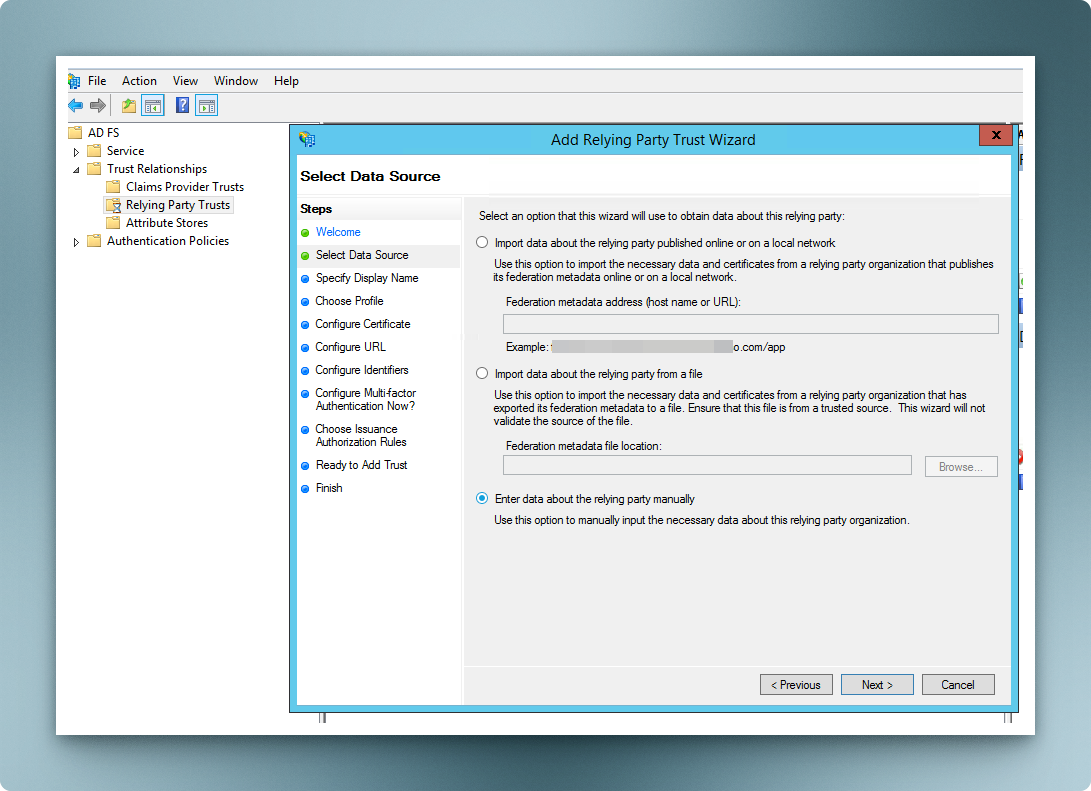 File Action View Window Help
AD FS
Service
Trust Relationships
Claims Provider Trusts
Relying Party Trusts
Attribute Stores
Authentication Policies
Add Relying Party Trust Wizard
Select Data Source
Steps
Welcome
Select Data Source
Specify Display Name
Choose Profile
Configure Certificate
Configure URL
Configure Identifiers
Configure Multi-factor
Authentication Now?
Choose Issuance
Authorization Rules
Ready to Add Trust
Finish
Select an option that this wizard will use to obtain data about this relying party:
Import data about the relying party published online or on a local network
Use this option to import the necessary data and certificates from a relying party organization that publishes
its federation metadata online or on a local network.
Federation metadata address (host name or URL):
Example: o.com/app
Import data about the relying party from a file
Use this option to import the necessary data and certificates from a relying party organization that has
exported its federation metadata to a file. Ensure that this file is from a trusted source. This wizard will not
validate the source of the file.
Federation metadata file location:
Browse...
Enter data about the relying party manually
Use this option to manually input the necessary data about this relying party organization.
< Previous
Next >
Cancel